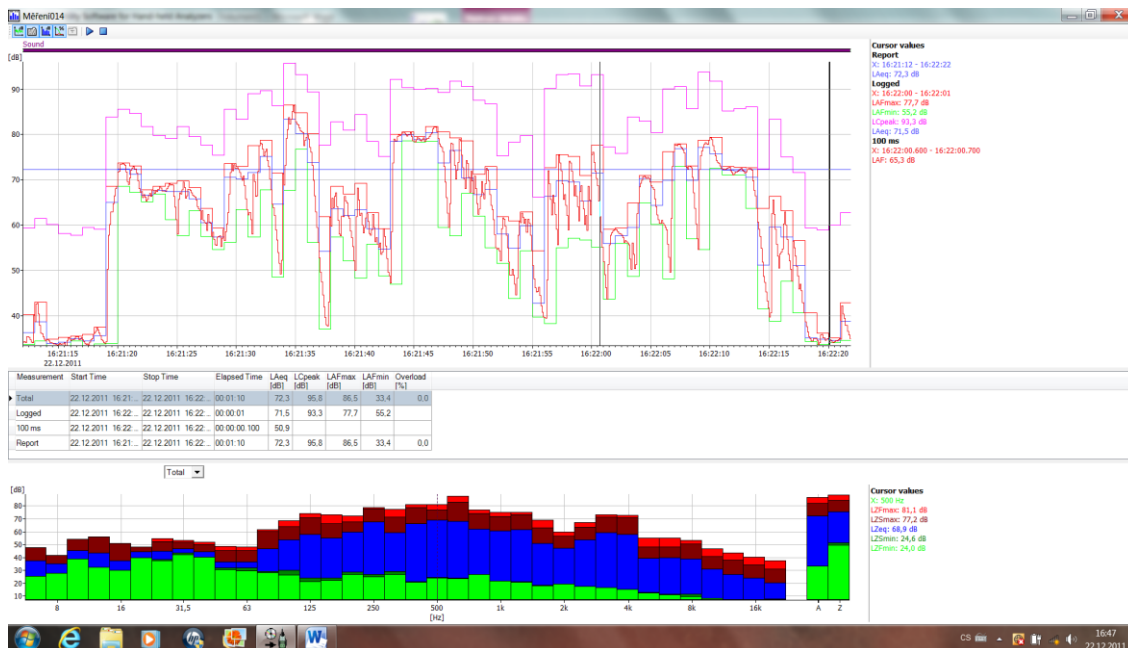 Měření014
Sound
[dB]
90
80
70
60
50
40
16:21:15 16:21:20 16:21:25 16:21:30 16:21:35 16:21:40 16:21:45 16:21:50 16:21:55 16:22:00 16:22:05 16:22:10 16:22:15 16:22:20
22.12.2011
Cursor values
Report
X: 16:21:12 - 16:22:22
LAeq: 72,3 dB
Logged
X: 16:22:00 - 16:22:01
LAFmax: 77,7 dB
LAFmin: 55,2 dB
LCpeak: 93,3 dB
LAeq: 71,5 dB
100 ms
X: 16:22:00.600 - 16:22:00.700
LAF: 65,3 dB
Measurement Start Time Stop Time Elapsed Time LAeq LCpeak LAFmax LAFmin Overload
[dB] [dB] [dB] [dB] [%]
Total 22.12.2011 16:21:... 22.12.2011 16:22:... 00:01:10 72,3 95,8 86,5 33,4 0,0
Logged 22.12.2011 16:22:... 22.12.2011 16:22:... 00:00:01 71,5 93,3 77,7 55,2
100 ms 22.12.2011 16:22:... 22.12.2011 16:22:... 00:00:00.100 50,9
Report 22.12.2011 16:21:... 22.12.2011 16:22:... 00:01:10 72,3 95,8 86,5 33,4 0,0
Total
[dB]
80
70
60
50
40
30
20
10
8 16 31,5 63 125 250 500 1k 2k 4k 8k 16k A Z
[Hz]
Cursor values
X: 500 Hz
LZFmax: 81,1 dB
LZSmax: 77,2 dB
LZeq: 68,9 dB
LZSmin: 24,6 dB
LZFmin: 24,0 dB
CS
16:47
22.12.2011